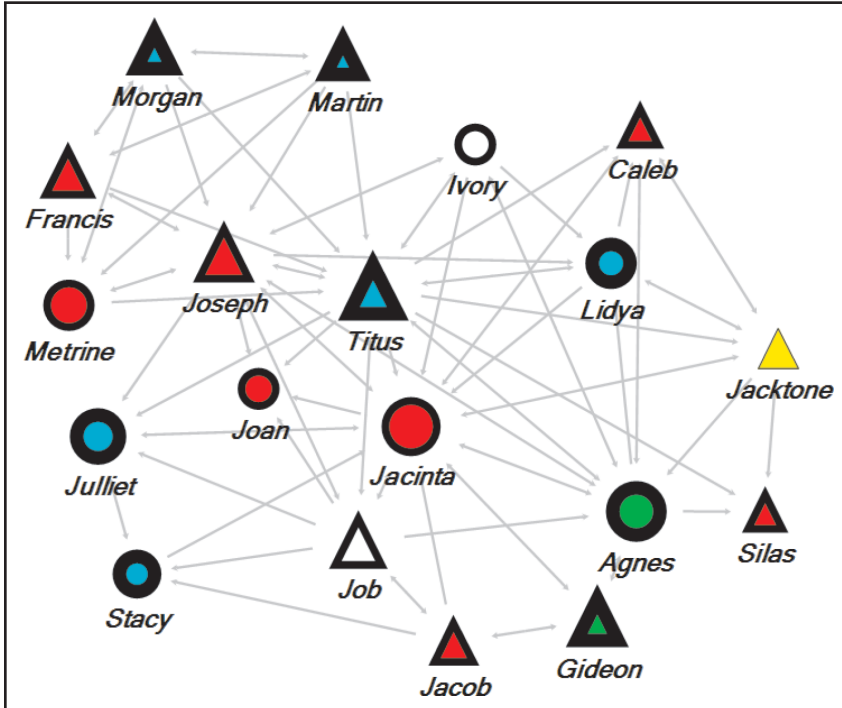 Morgan
Martin
Ivory
Caleb
Francis
Joseph
Titus
Lidya
Metrine
Joan
Jacktone
Julliet
Jacinta
Job
Agnes
Silas
Stacy
Jacob
Gideon